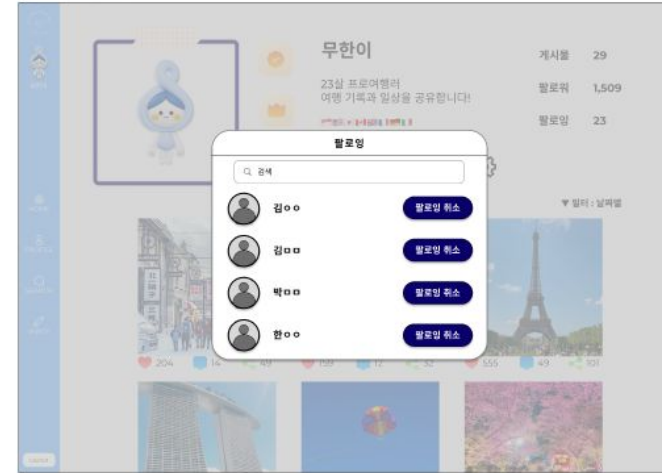 무한이
게시물 29
23살 프로여행러
여행 기록과 일상을 공유합니다!
팔로워 1,509
팔로잉 23
팔로잉
검색
▼ 필터 : 날짜별
김ㅇㅇ 팔로잉 취소
김ㅁㅁ 팔로잉 취소
박ㅁㅁ 팔로잉 취소
한ㅇㅇ 팔로잉 취소
204 14 49 159 12 32 555 49 101